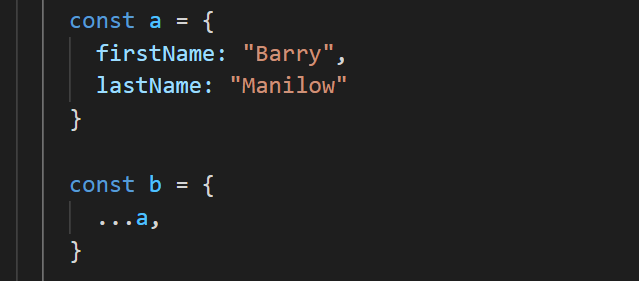 const a = {
  firstName: "Barry",
  lastName: "Manilow"
}

const b = {
  ...a,
}